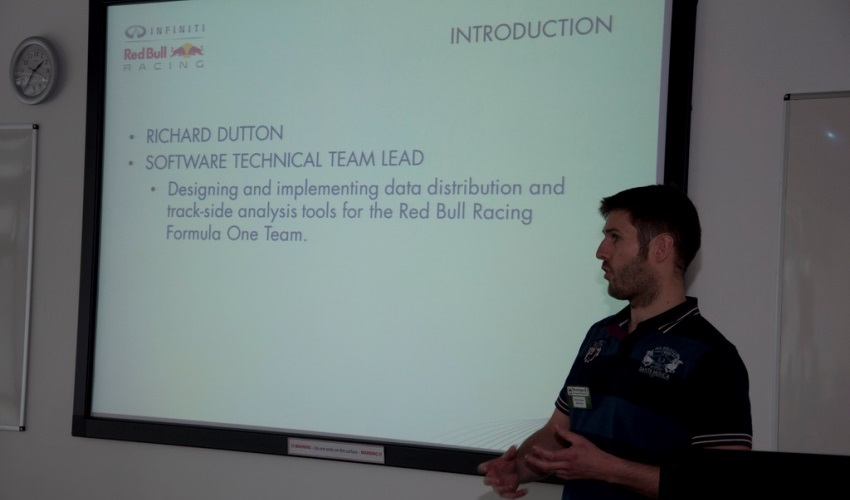 INFINITI
Red Bull
RACING
INTRODUCTION
• RICHARD DUTTON
• SOFTWARE TECHNICAL TEAM LEAD
• Designing and implementing data distribution and
track-side analysis tools for the Red Bull Racing
Formula One Team.